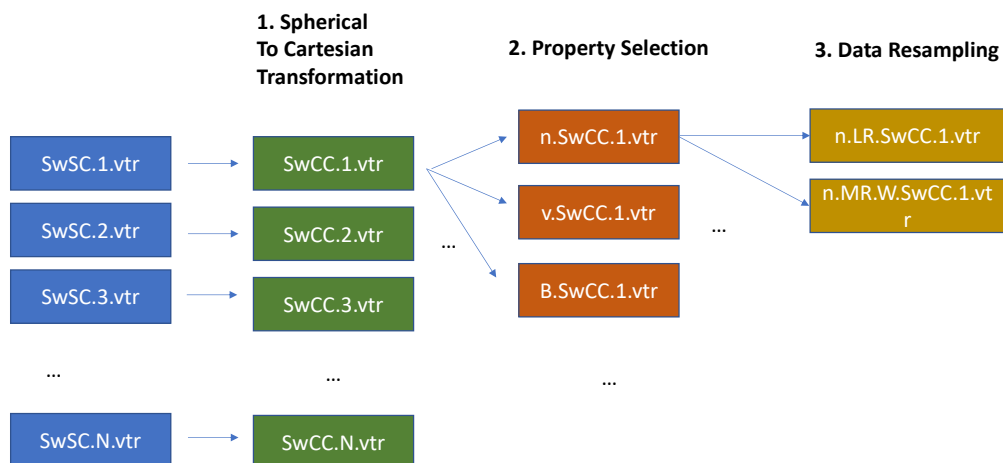 1. Spherical
To Cartesian
Transformation
2. Property Selection
3. Data Resampling
SwSC.1.vtr
SwCC.1.vtr
n.SwCC.1.vtr
n.LR.SwCC.1.vtr
n.MR.W.SwCC.1.vt
r
SwSC.2.vtr
SwCC.2.vtr
...
v.SwCC.1.vtr
...
SwSC.3.vtr
SwCC.3.vtr
B.SwCC.1.vtr
...
...
...
SwSC.N.vtr
SwCC.N.vtr